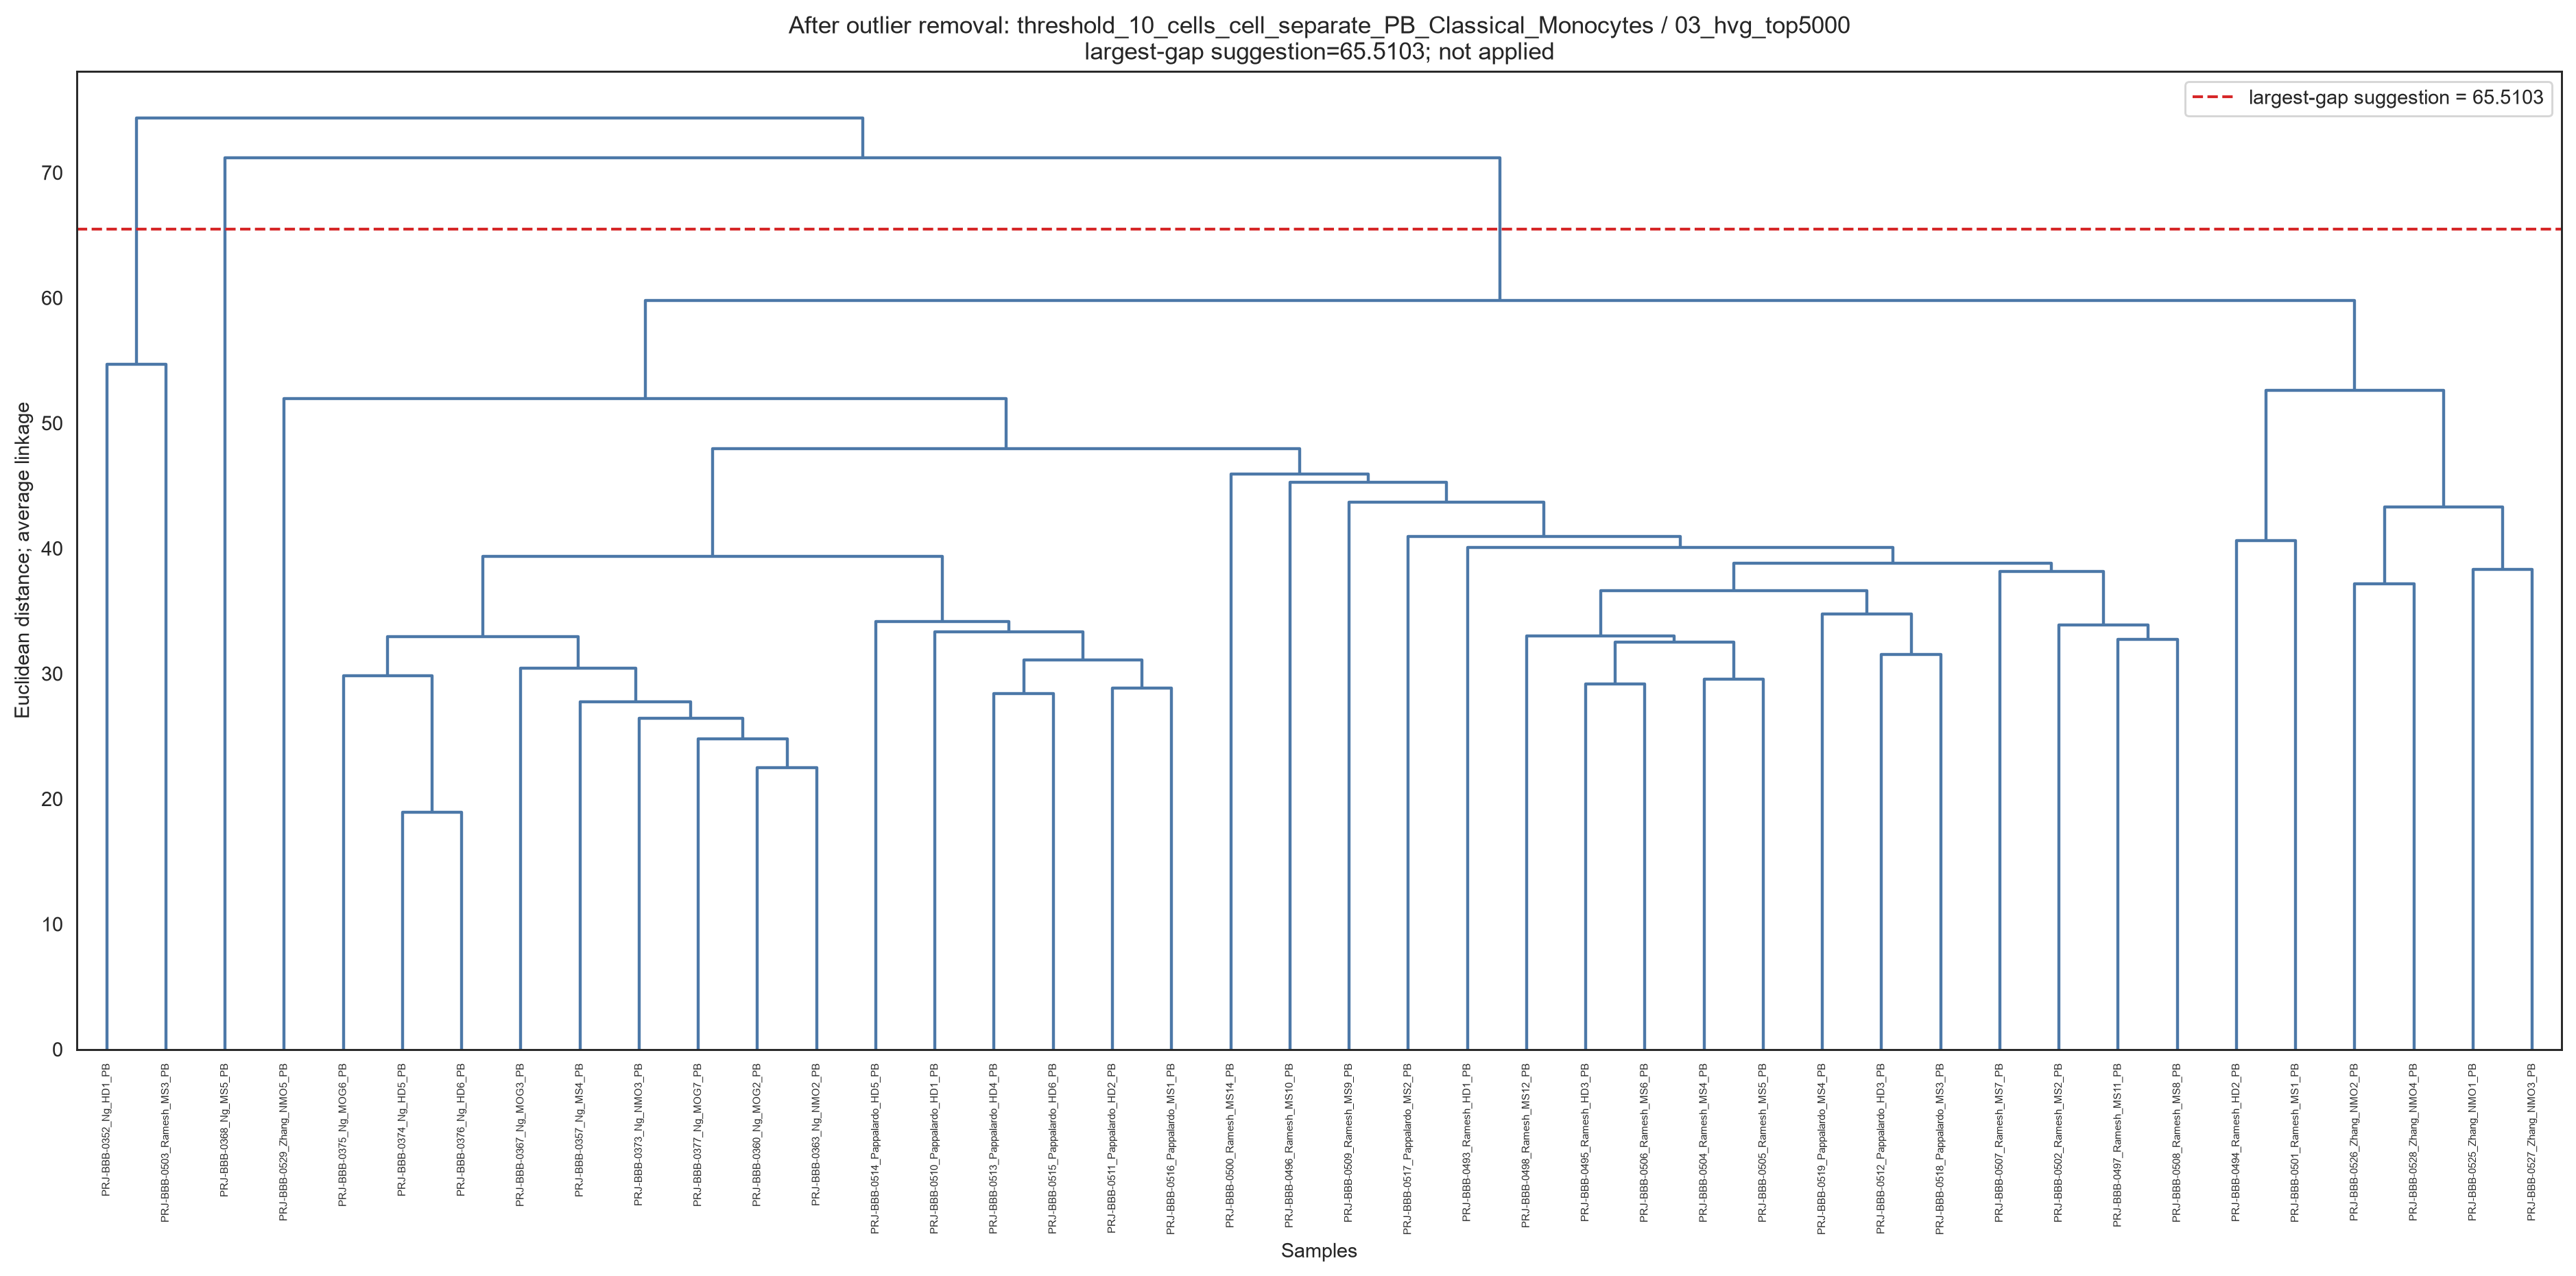 After outlier removal: threshold_10_cells_cell_separate_PB_Classical_Monocytes / 03_hvg_top5000
largest-gap suggestion=65.5103; not applied
largest-gap suggestion = 65.5103
Euclidean distance; average linkage
70
60
50
40
30
20
10
0
PRJ-BBB-0352_Ng_HD1_PB
PRJ-BBB-0503_Ramesh_MS3_PB
PRJ-BBB-0368_Ng_MS5_PB
PRJ-BBB-0529_Zhang_NMO5_PB
PRJ-BBB-0375_Ng_MOG6_PB
PRJ-BBB-0374_Ng_HD5_PB
PRJ-BBB-0376_Ng_HD6_PB
PRJ-BBB-0367_Ng_MOG3_PB
PRJ-BBB-0357_Ng_MS4_PB
PRJ-BBB-0373_Ng_NMO3_PB
PRJ-BBB-0377_Ng_MOG7_PB
PRJ-BBB-0360_Ng_MOG2_PB
PRJ-BBB-0363_Ng_NMO2_PB
PRJ-BBB-0514_Pappalardo_HD5_PB
PRJ-BBB-0510_Pappalardo_HD1_PB
PRJ-BBB-0513_Pappalardo_HD4_PB
PRJ-BBB-0515_Pappalardo_HD6_PB
PRJ-BBB-0511_Pappalardo_HD2_PB
PRJ-BBB-0516_Pappalardo_MS1_PB
PRJ-BBB-0500_Ramesh_MS14_PB
PRJ-BBB-0496_Ramesh_MS10_PB
PRJ-BBB-0509_Ramesh_MS9_PB
PRJ-BBB-0517_Pappalardo_MS2_PB
PRJ-BBB-0493_Ramesh_HD1_PB
PRJ-BBB-0498_Ramesh_MS12_PB
PRJ-BBB-0495_Ramesh_HD3_PB
PRJ-BBB-0506_Ramesh_MS6_PB
PRJ-BBB-0504_Ramesh_MS4_PB
PRJ-BBB-0505_Ramesh_MS5_PB
PRJ-BBB-0519_Pappalardo_MS4_PB
PRJ-BBB-0512_Pappalardo_HD3_PB
PRJ-BBB-0518_Pappalardo_MS3_PB
PRJ-BBB-0507_Ramesh_MS7_PB
PRJ-BBB-0502_Ramesh_MS2_PB
PRJ-BBB-0497_Ramesh_MS11_PB
PRJ-BBB-0508_Ramesh_MS8_PB
PRJ-BBB-0494_Ramesh_HD2_PB
PRJ-BBB-0501_Ramesh_MS1_PB
PRJ-BBB-0526_Zhang_NMO2_PB
PRJ-BBB-0528_Zhang_NMO4_PB
PRJ-BBB-0525_Zhang_NMO1_PB
PRJ-BBB-0527_Zhang_NMO3_PB
Samples